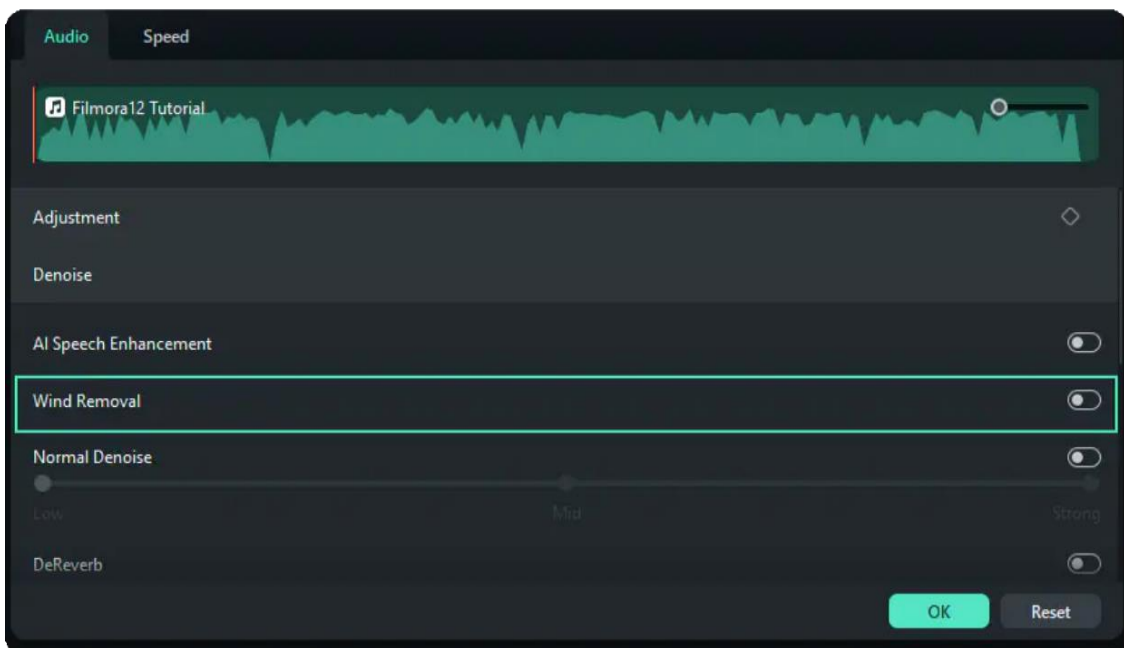 Audio Speed
Filmora12 Tutorial
Adjustment
Denoise
AI Speech Enhancement
Wind Removal
Normal Denoise
Low Mid Strong
DeReverb
OK Reset